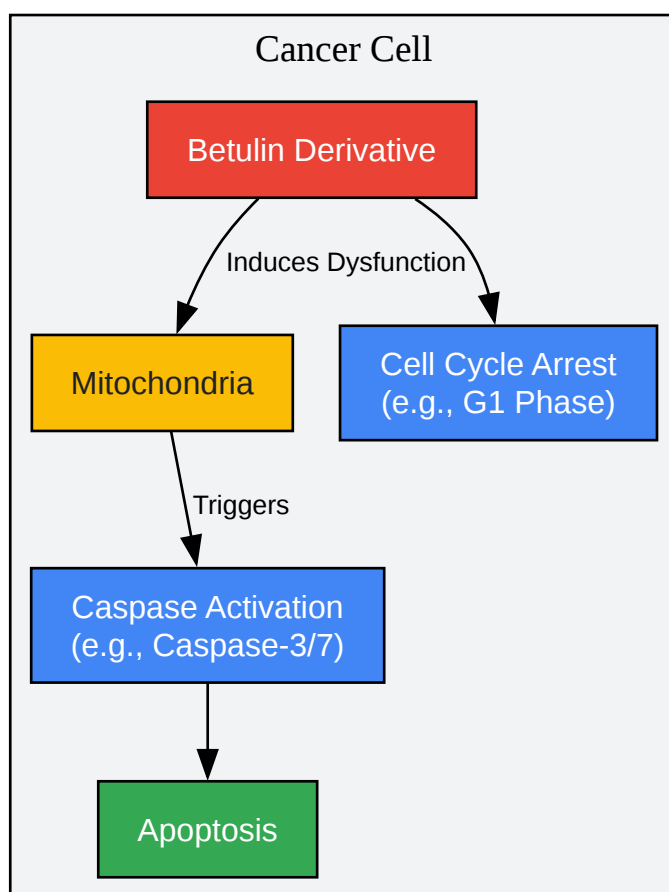 Cancer Cell
Betulin Derivative
Induces Dysfunction
Mitochondria
Cell Cycle Arrest
(e.g., G1 Phase)
Triggers
Caspase Activation
(e.g., Caspase-3/7)
Apoptosis